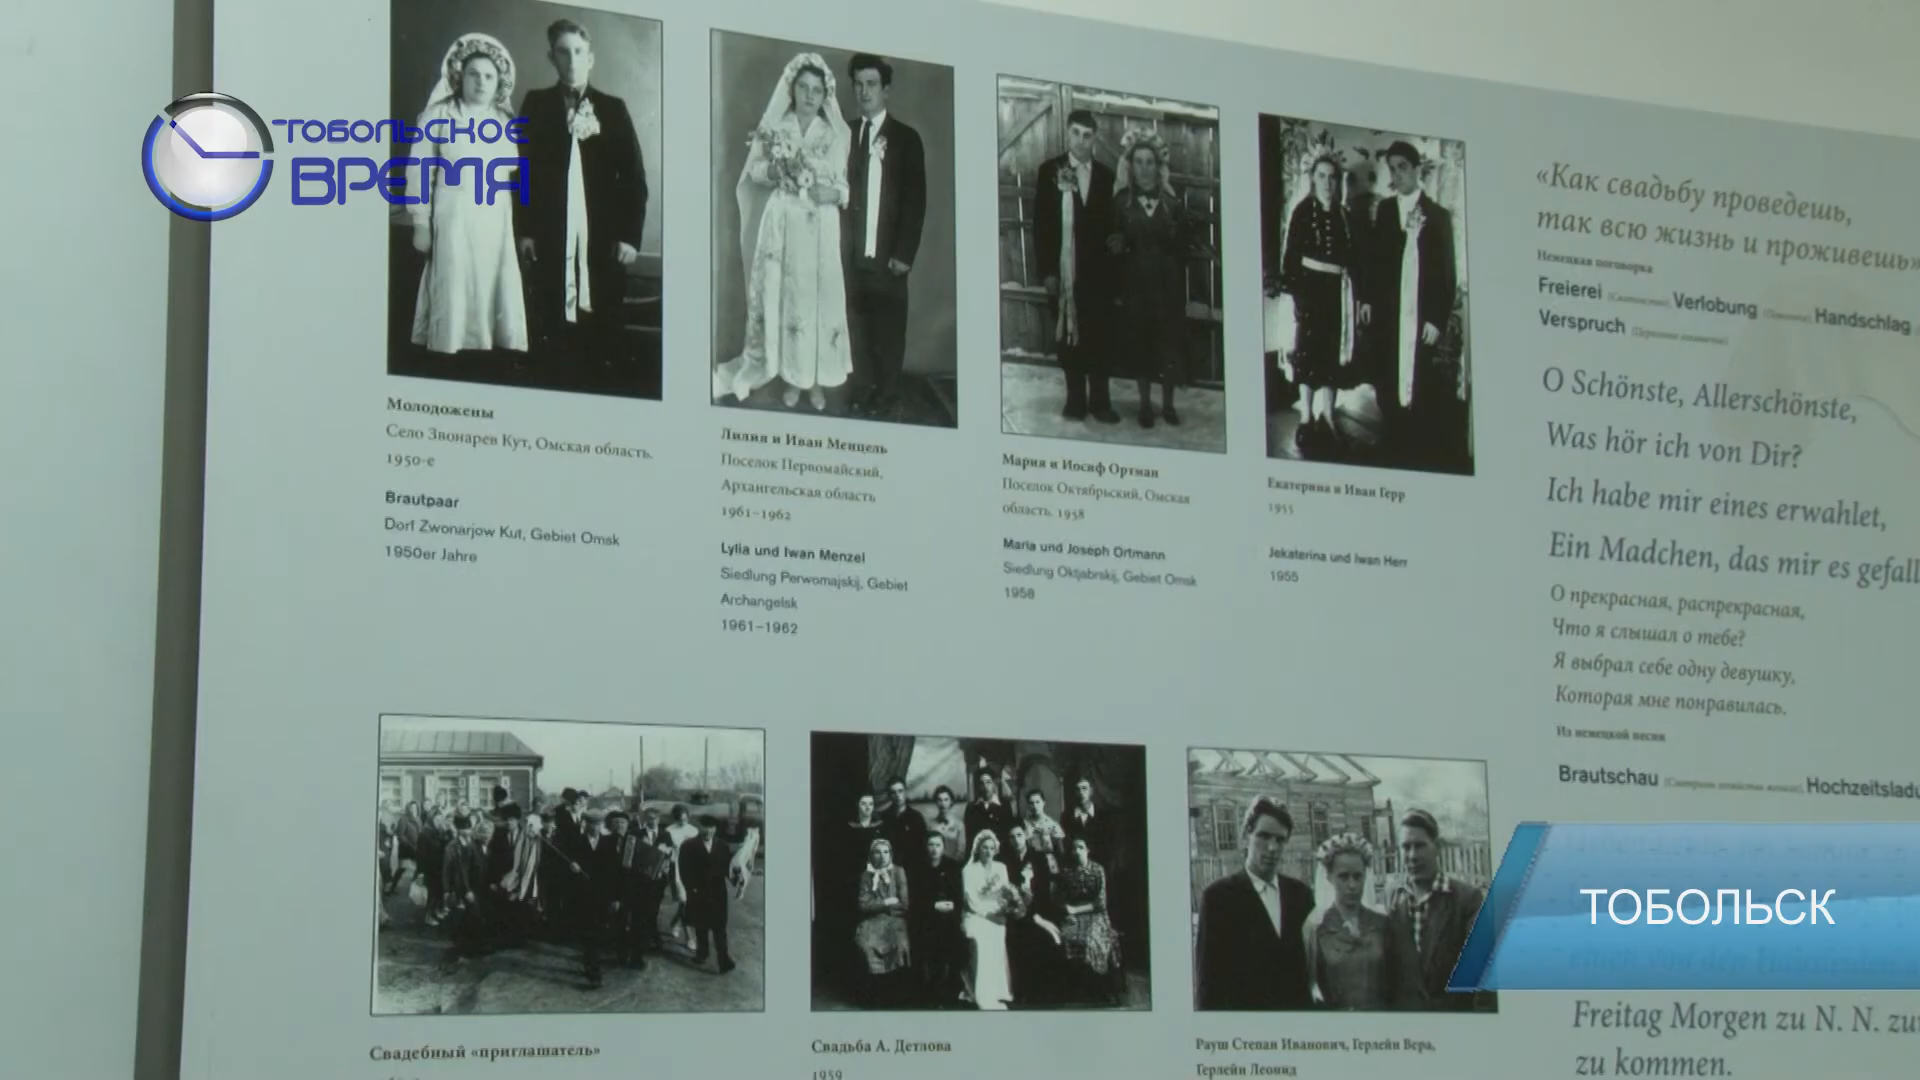 ТОБОЛЬСКОЕ
ВРЕМЯ
Молодожены
Село Звонарев Кут, Омская область.
1950-е
Brautpaar
Dorf Zwonarjow Kut, Gebiet Omsk
1950er Jahre
Лилия и Иван Менцель
Поселок Первомайский,
Архангельская область
1961–1962
Lylia und Iwan Menzel
Siedlung Perwomajskij, Gebiet
Archangelsk
1961–1962
Мария и Иосиф Ортман
Поселок Октябрьский, Омская
область. 1958
Maria und Joseph Ortmann
Siedlung Oktjabrskij, Gebiet Omsk
1958
Екатерина и Иван Герр
1955
Jekaterina und Iwan Herr
1955
«Как свадьбу проведешь,
так всю жизнь и проживешь»
Немецкая поговорка
Freierei Verlobung Handschlag
Verspruch
O Schönste, Allerschönste,
Was hör ich von Dir?
Ich habe mir eines erwahlet,
Ein Madchen, das mir es gefall
О прекрасная, распрекрасная,
Что я слышал о тебе?
Я выбрал себе одну девушку,
Которая мне понравилась.
Из немецкой песни
Brautschau Hochzeitsladu
ТОБОЛЬСК
Freitag Morgen zu N. N. zu
zu kommen.
Свадебный «приглашатель»
Свадьба А. Детлова
1959
Рауш Степан Иванович, Герлейн Вера,
Герлейн Леонид